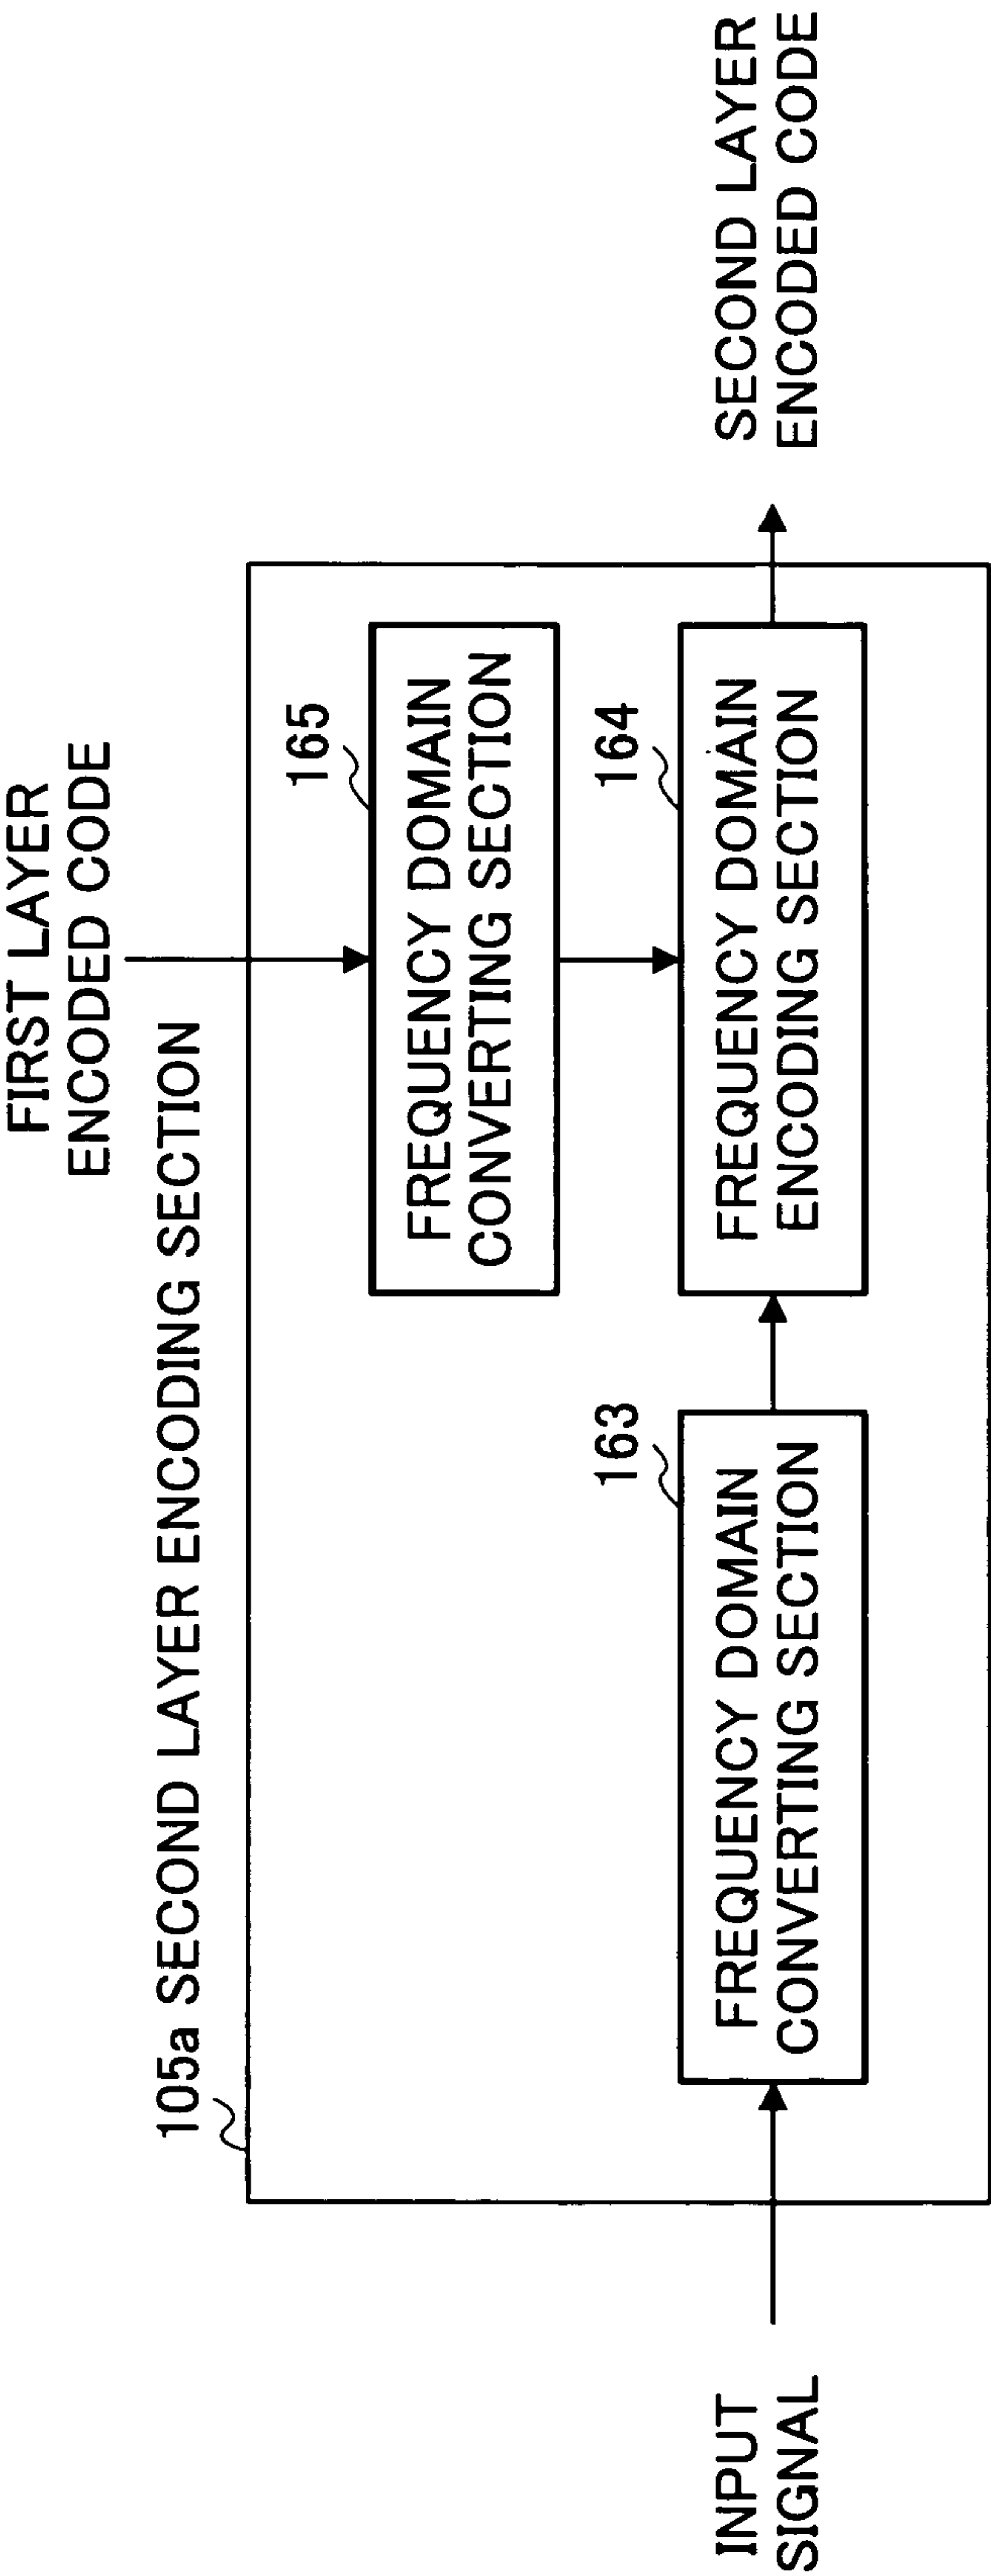 FIRST LAYER
ENCODED CODE
105a SECOND LAYER ENCODING SECTION
165
FREQUENCY DOMAIN
CONVERTING SECTION
163
164
INPUT
SIGNAL
FREQUENCY DOMAIN
CONVERTING SECTION
FREQUENCY DOMAIN
ENCODING SECTION
SECOND LAYER
ENCODED CODE